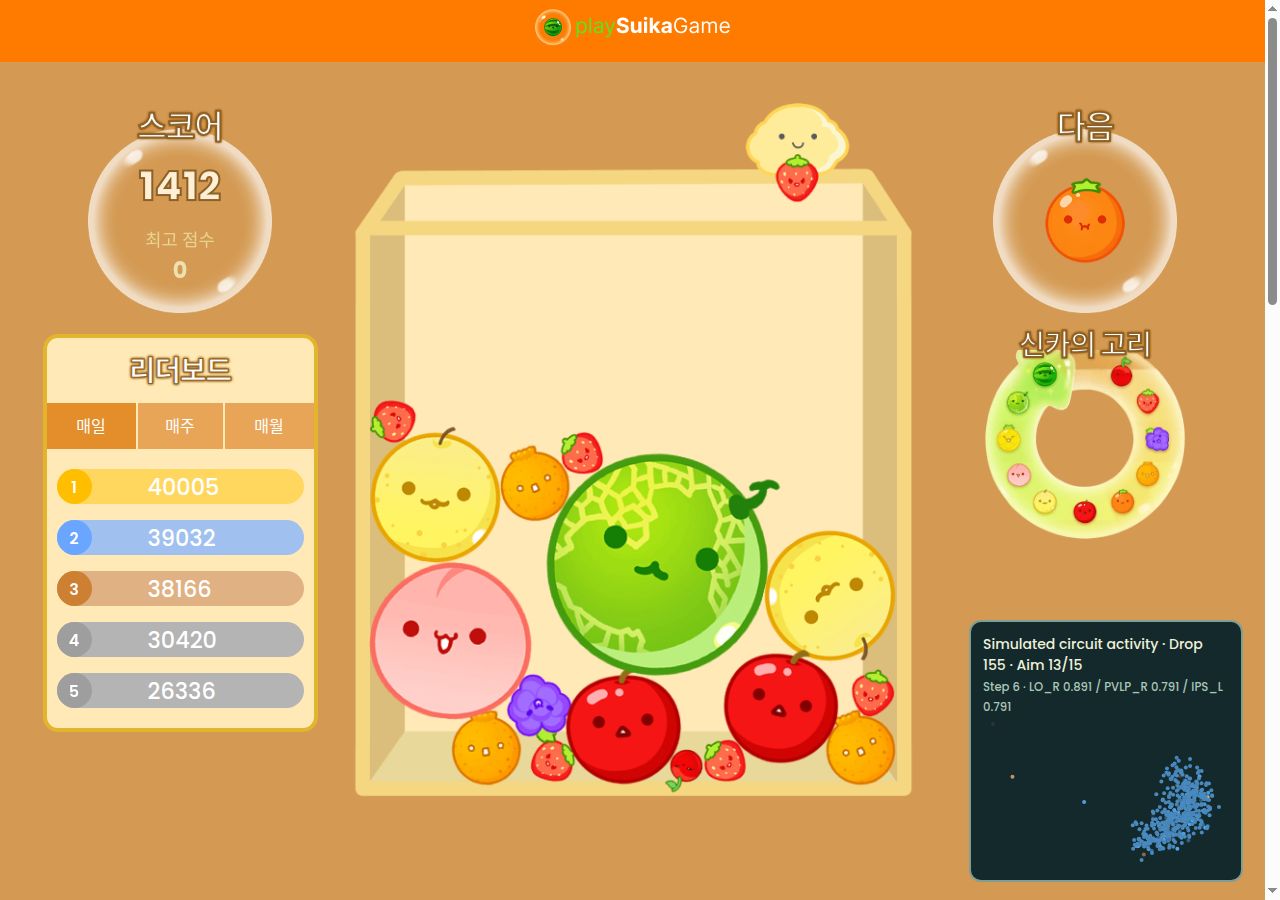 playSuikaGame
스코어
1412
최고 점수
0
리더보드
매일 매주 매월
1 40005
2 39032
3 38166
4 30420
5 26336
다음
신카의 고리
Simulated circuit activity · Drop
155 · Aim 13/15
Step 6 · LO_R 0.891 / PVLP_R 0.791 / IPS_L
0.791